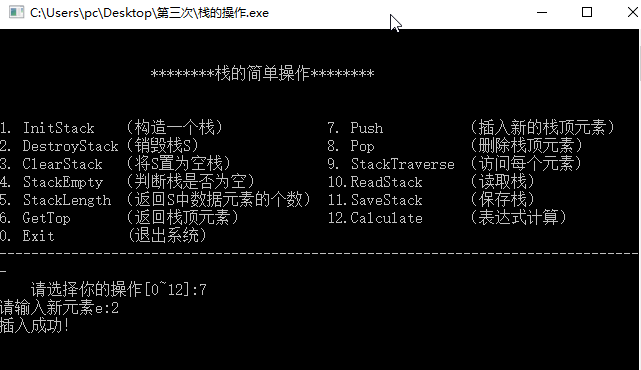 C:\Users\pc\Desktop\第三次\栈的操作.exe
********栈的简单操作********
1. InitStack (构造一个栈) 7. Push (插入新的栈顶元素)
2. DestroyStack (销毁栈S) 8. Pop (删除栈顶元素)
3. ClearStack (将S置为空栈) 9. StackTraverse (访问每个元素)
4. StackEmpty (判断栈是否为空) 10.ReadStack (读取栈)
5. StackLength (返回S中数据元素的个数) 11.SaveStack (保存栈)
6. GetTop (返回栈顶元素) 12.Calculate (表达式计算)
0. Exit (退出系统)
--------------------------------------------------------------------------------
-
请选择你的操作[0~12]:7
请输入新元素e:2
插入成功!